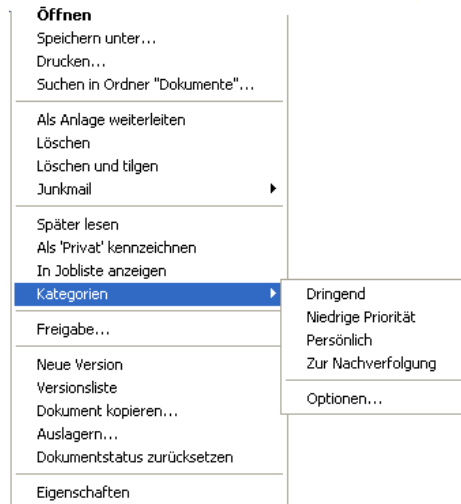 Öffnen
Speichern unter...
Drucken...
Suchen in Ordner "Dokumente"...
Als Anlage weiterleiten
Löschen
Löschen und tilgen
Junkmail
Später lesen
Als 'Privat' kennzeichnen
In Jobliste anzeigen
Kategorien
Dringend
Niedrige Priorität
Persönlich
Zur Nachverfolgung
Optionen...
Freigabe...
Neue Version
Versionsliste
Dokument kopieren...
Auslagern...
Dokumentstatus zurücksetzen
Eigenschaften